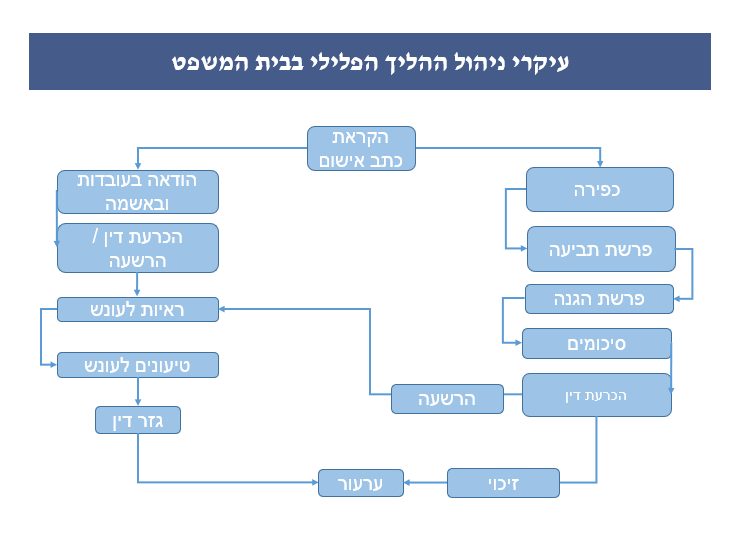 עיקרי ניהול ההליך הפלילי בבית המשפט
הקראת
כתב אישום
כפירה
פרשת תביעה
פרשת הגנה
סיכומים
הכרעת דין
הרשעה
זיכוי
הודאה בעובדות
ובאשמה
הכרעת דין /
הרשעה
ראיות לעונש
טיעונים לעונש
גזר דין
ערעור